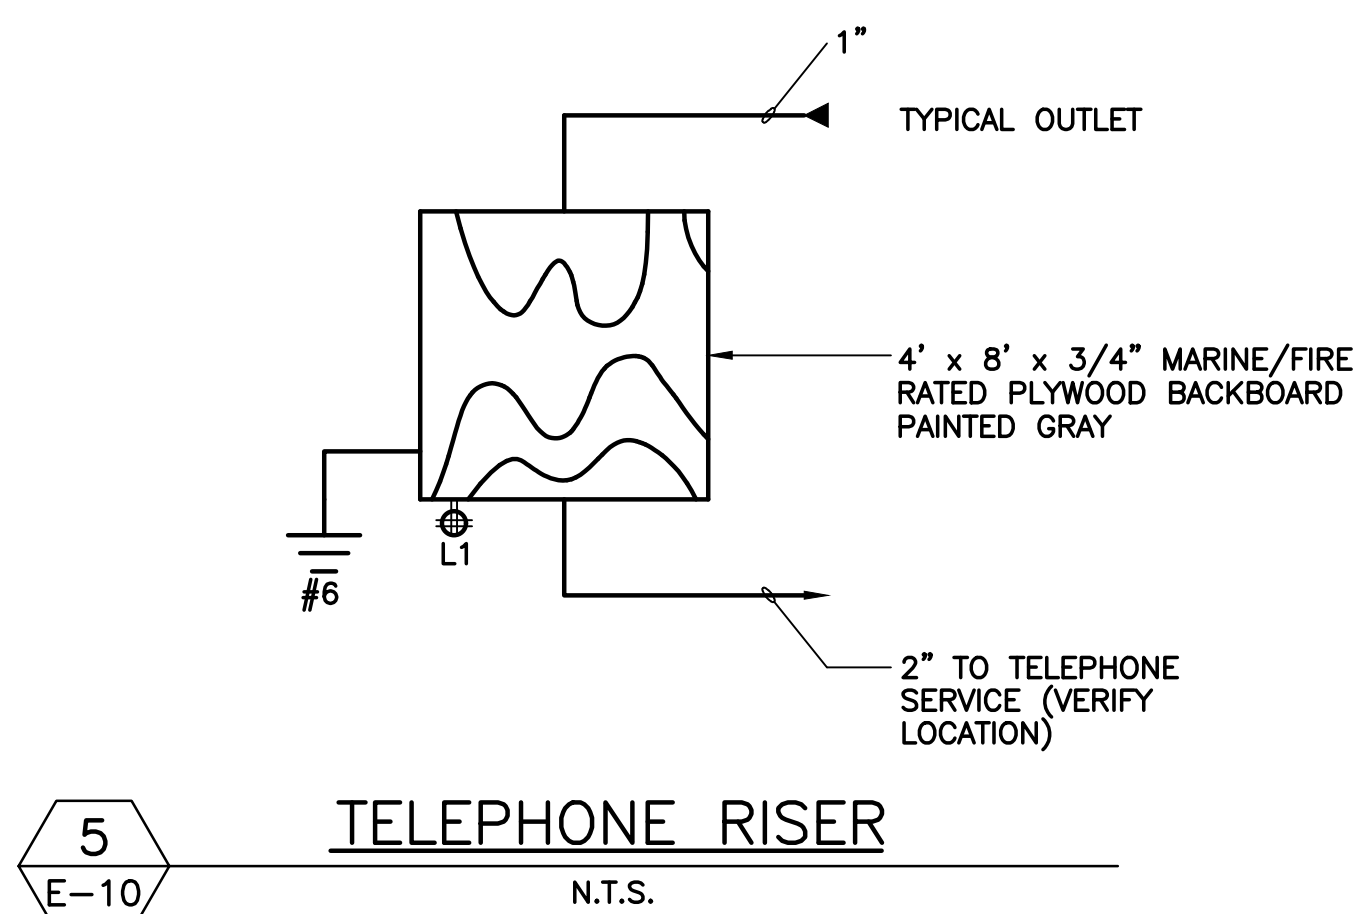 1”
TYPICAL OUTLET
4’ x 8’ x 3/4” MARINE/FIRE
RATED PLYWOOD BACKBOARD
PAINTED GRAY
L1
#6
2” TO TELEPHONE
SERVICE (VERIFY
LOCATION)
5
TELEPHONE RISER
E-10
N.T.S.